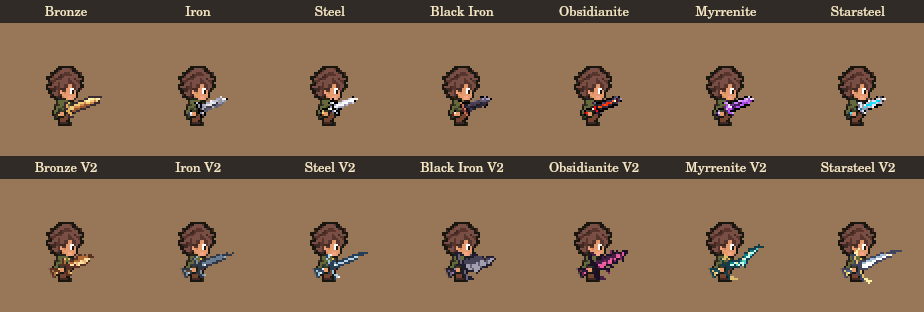 Bronze Iron Steel Black Iron Obsidianite Myrrenite Starsteel
Bronze V2 Iron V2 Steel V2 Black Iron V2 Obsidianite V2 Myrrenite V2 Starsteel V2